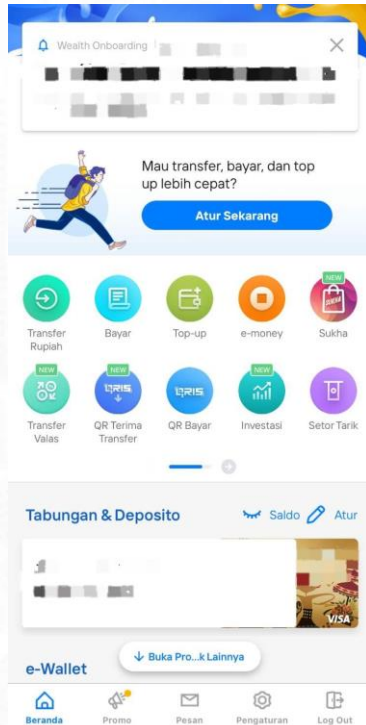 Wealth Onboarding
Mau transfer, bayar, dan top
up lebih cepat?
Atur Sekarang
NEW
Transfer
Rupiah
Bayar
Top-up
e-money
Sukha
NEW
NEW
QRIS
QRIS
NEW
Transfer
Valas
QR Terima
Transfer
QR Bayar
Investasi
Setor Tarik
Tabungan & Deposito
Saldo
Atur
VISA
Buka Pro...k Lainnya
e-Wallet
Beranda
Promo
Pesan
Pengaturan
Log Out